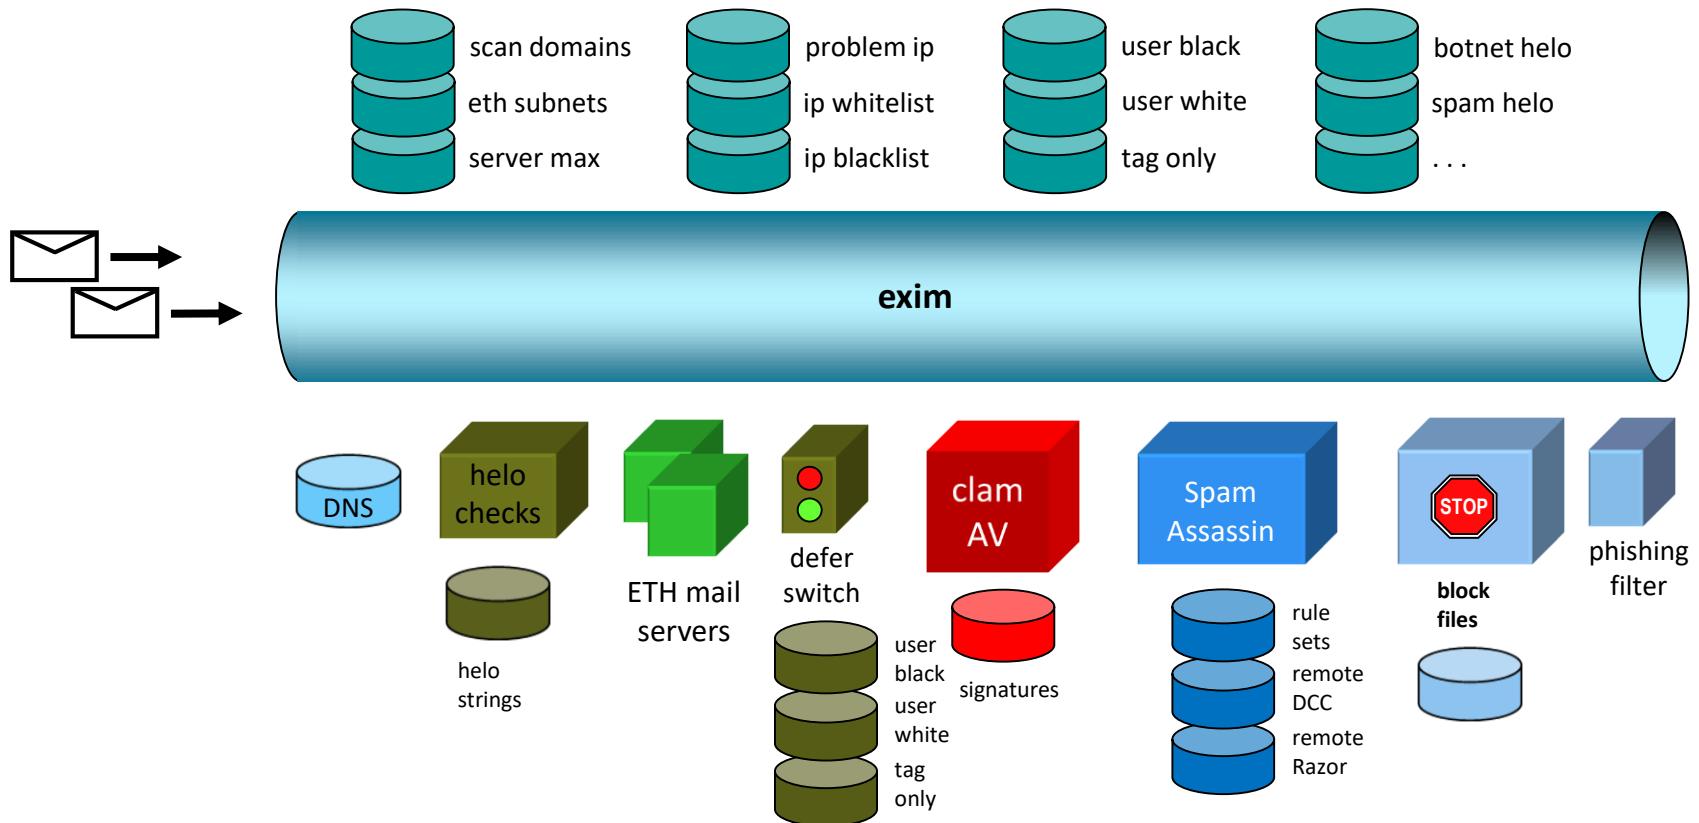 scan domains
eth subnets
server max
problem ip
ip whitelist
ip blacklist
user black
user white
tag only
botnet helo
spam helo
. . .
exim
DNS
helo
checks
helo
strings
ETH mail
servers
defer
switch
user
black
user
white
tag
only
clam
AV
signatures
Spam
Assassin
rule
sets
remote
DCC
remote
Razor
STOP
block
files
phishing
filter